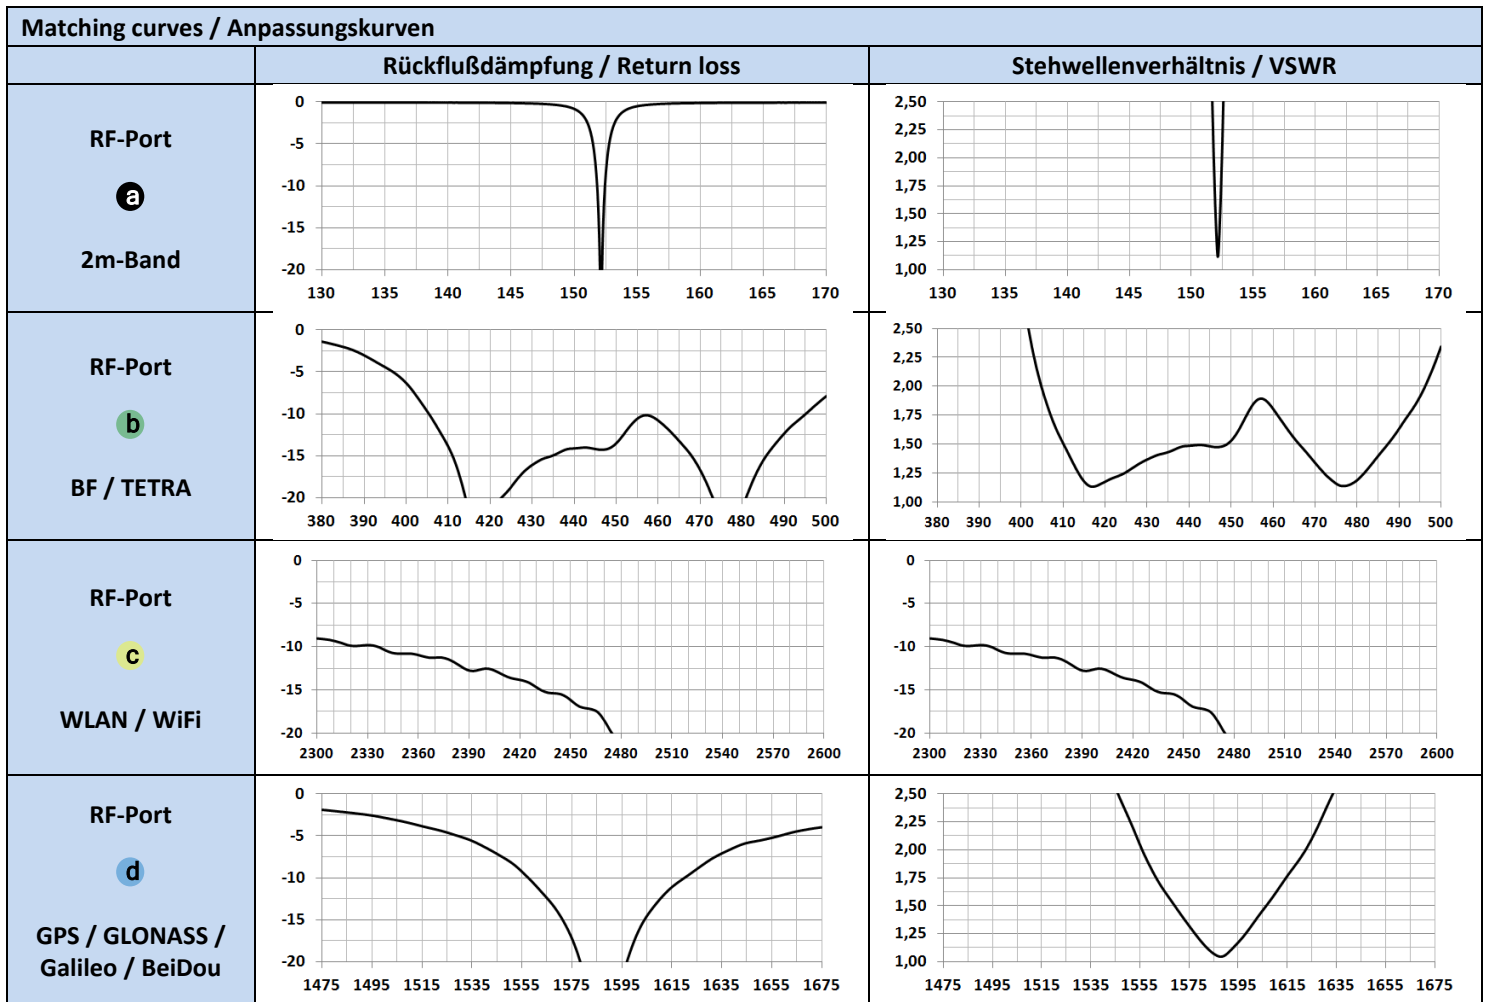 Matching curves / Anpassungskurven
Rückflußdämpfung / Return loss
Stehwellenverhältnis / VSWR
RF-Port
a
2m-Band
0
-5
-10
-15
-20
130 135 140 145 150 155 160 165 170
2,50
2,25
2,00
1,75
1,50
1,25
1,00
130 135 140 145 150 155 160 165 170
RF-Port
b
BF / TETRA
0
-5
-10
-15
-20
380 390 400 410 420 430 440 450 460 470 480 490 500
2,50
2,25
2,00
1,75
1,50
1,25
1,00
380 390 400 410 420 430 440 450 460 470 480 490 500
RF-Port
c
WLAN / WiFi
0
-5
-10
-15
-20
2300 2330 2360 2390 2420 2450 2480 2510 2540 2570 2600
0
-5
-10
-15
-20
2300 2330 2360 2390 2420 2450 2480 2510 2540 2570 2600
RF-Port
d
GPS / GLONASS /
Galileo / BeiDou
0
-5
-10
-15
-20
1475 1495 1515 1535 1555 1575 1595 1615 1635 1655 1675
2,50
2,25
2,00
1,75
1,50
1,25
1,00
1475 1495 1515 1535 1555 1575 1595 1615 1635 1655 1675